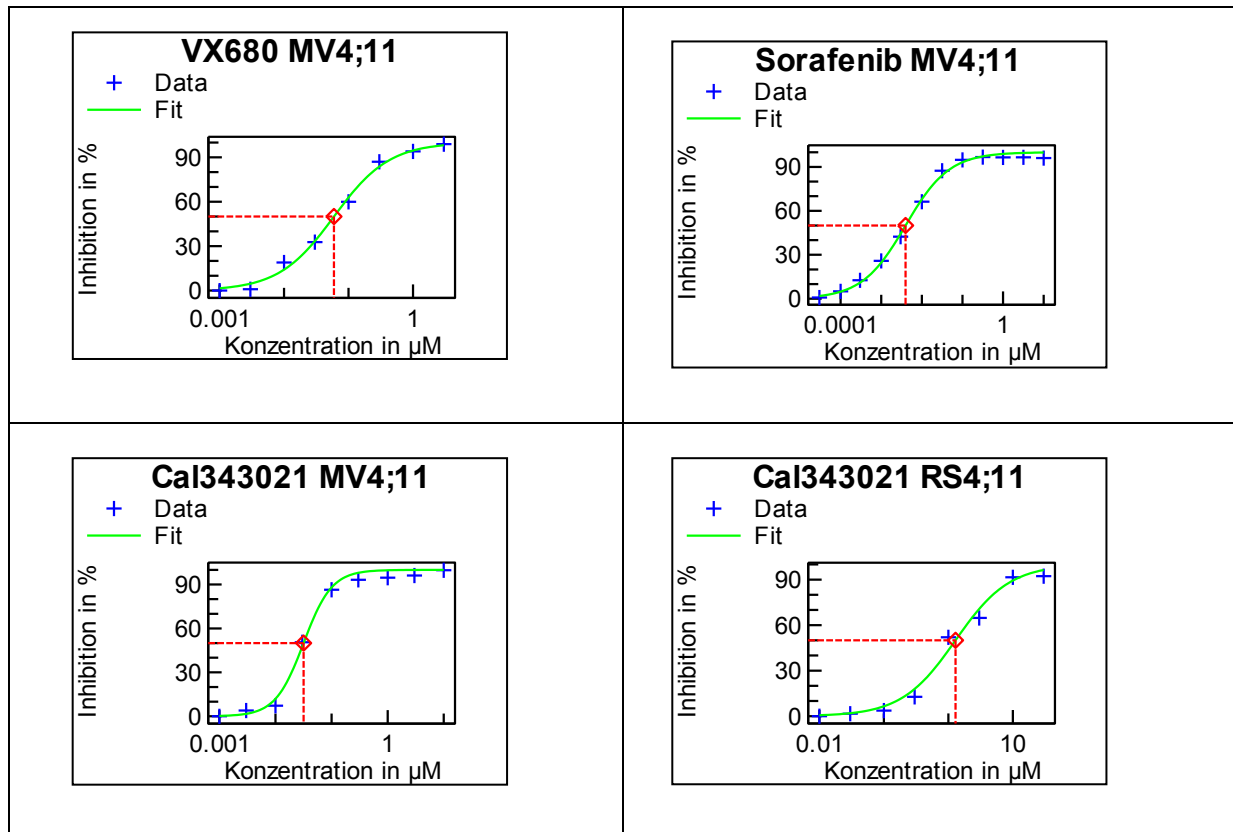 VX680 MV4;11
Data
Fit
Inhibition in %
90
60
30
0
0.001 1
Konzentration in µM
Sorafenib MV4;11
Data
Fit
Inhibition in %
90
60
30
0
0.0001 1
Konzentration in µM
Cal343021 MV4;11
Data
Fit
Inhibition in %
90
60
30
0
0.001 1
Konzentration in µM
Cal343021 RS4;11
Data
Fit
Inhibition in %
90
60
30
0
0.01 10
Konzentration in µM